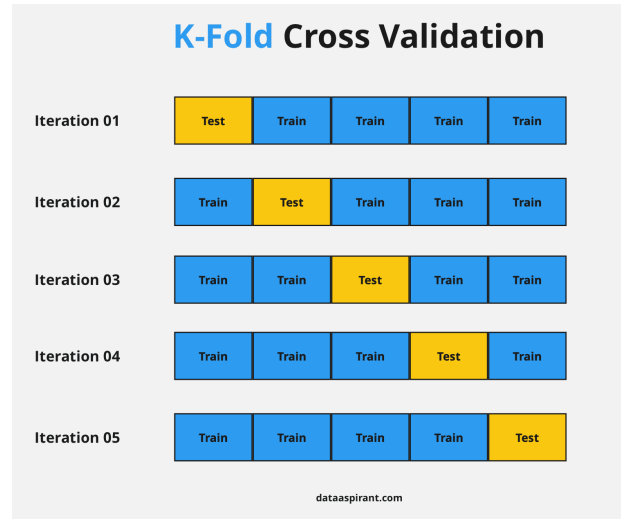 K-Fold Cross Validation
Iteration 01 Test Train Train Train Train
Iteration 02 Train Test Train Train Train
Iteration 03 Train Train Test Train Train
Iteration 04 Train Train Train Test Train
Iteration 05 Train Train Train Train Test
dataaspirant.com